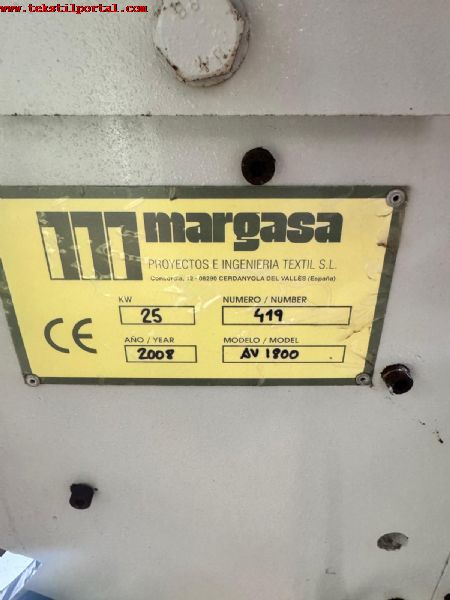 www.tekstilportal.com
margasa
PROYECTOS E INGENIERIA TEXTIL S.L.
Concordia, 12 - 08290 CERDANYOLA DEL VALLÉS (España)
KW NUMERO / NUMBER
25 419
AÑO / YEAR MODELO / MODEL
2008 AV 1800
CE